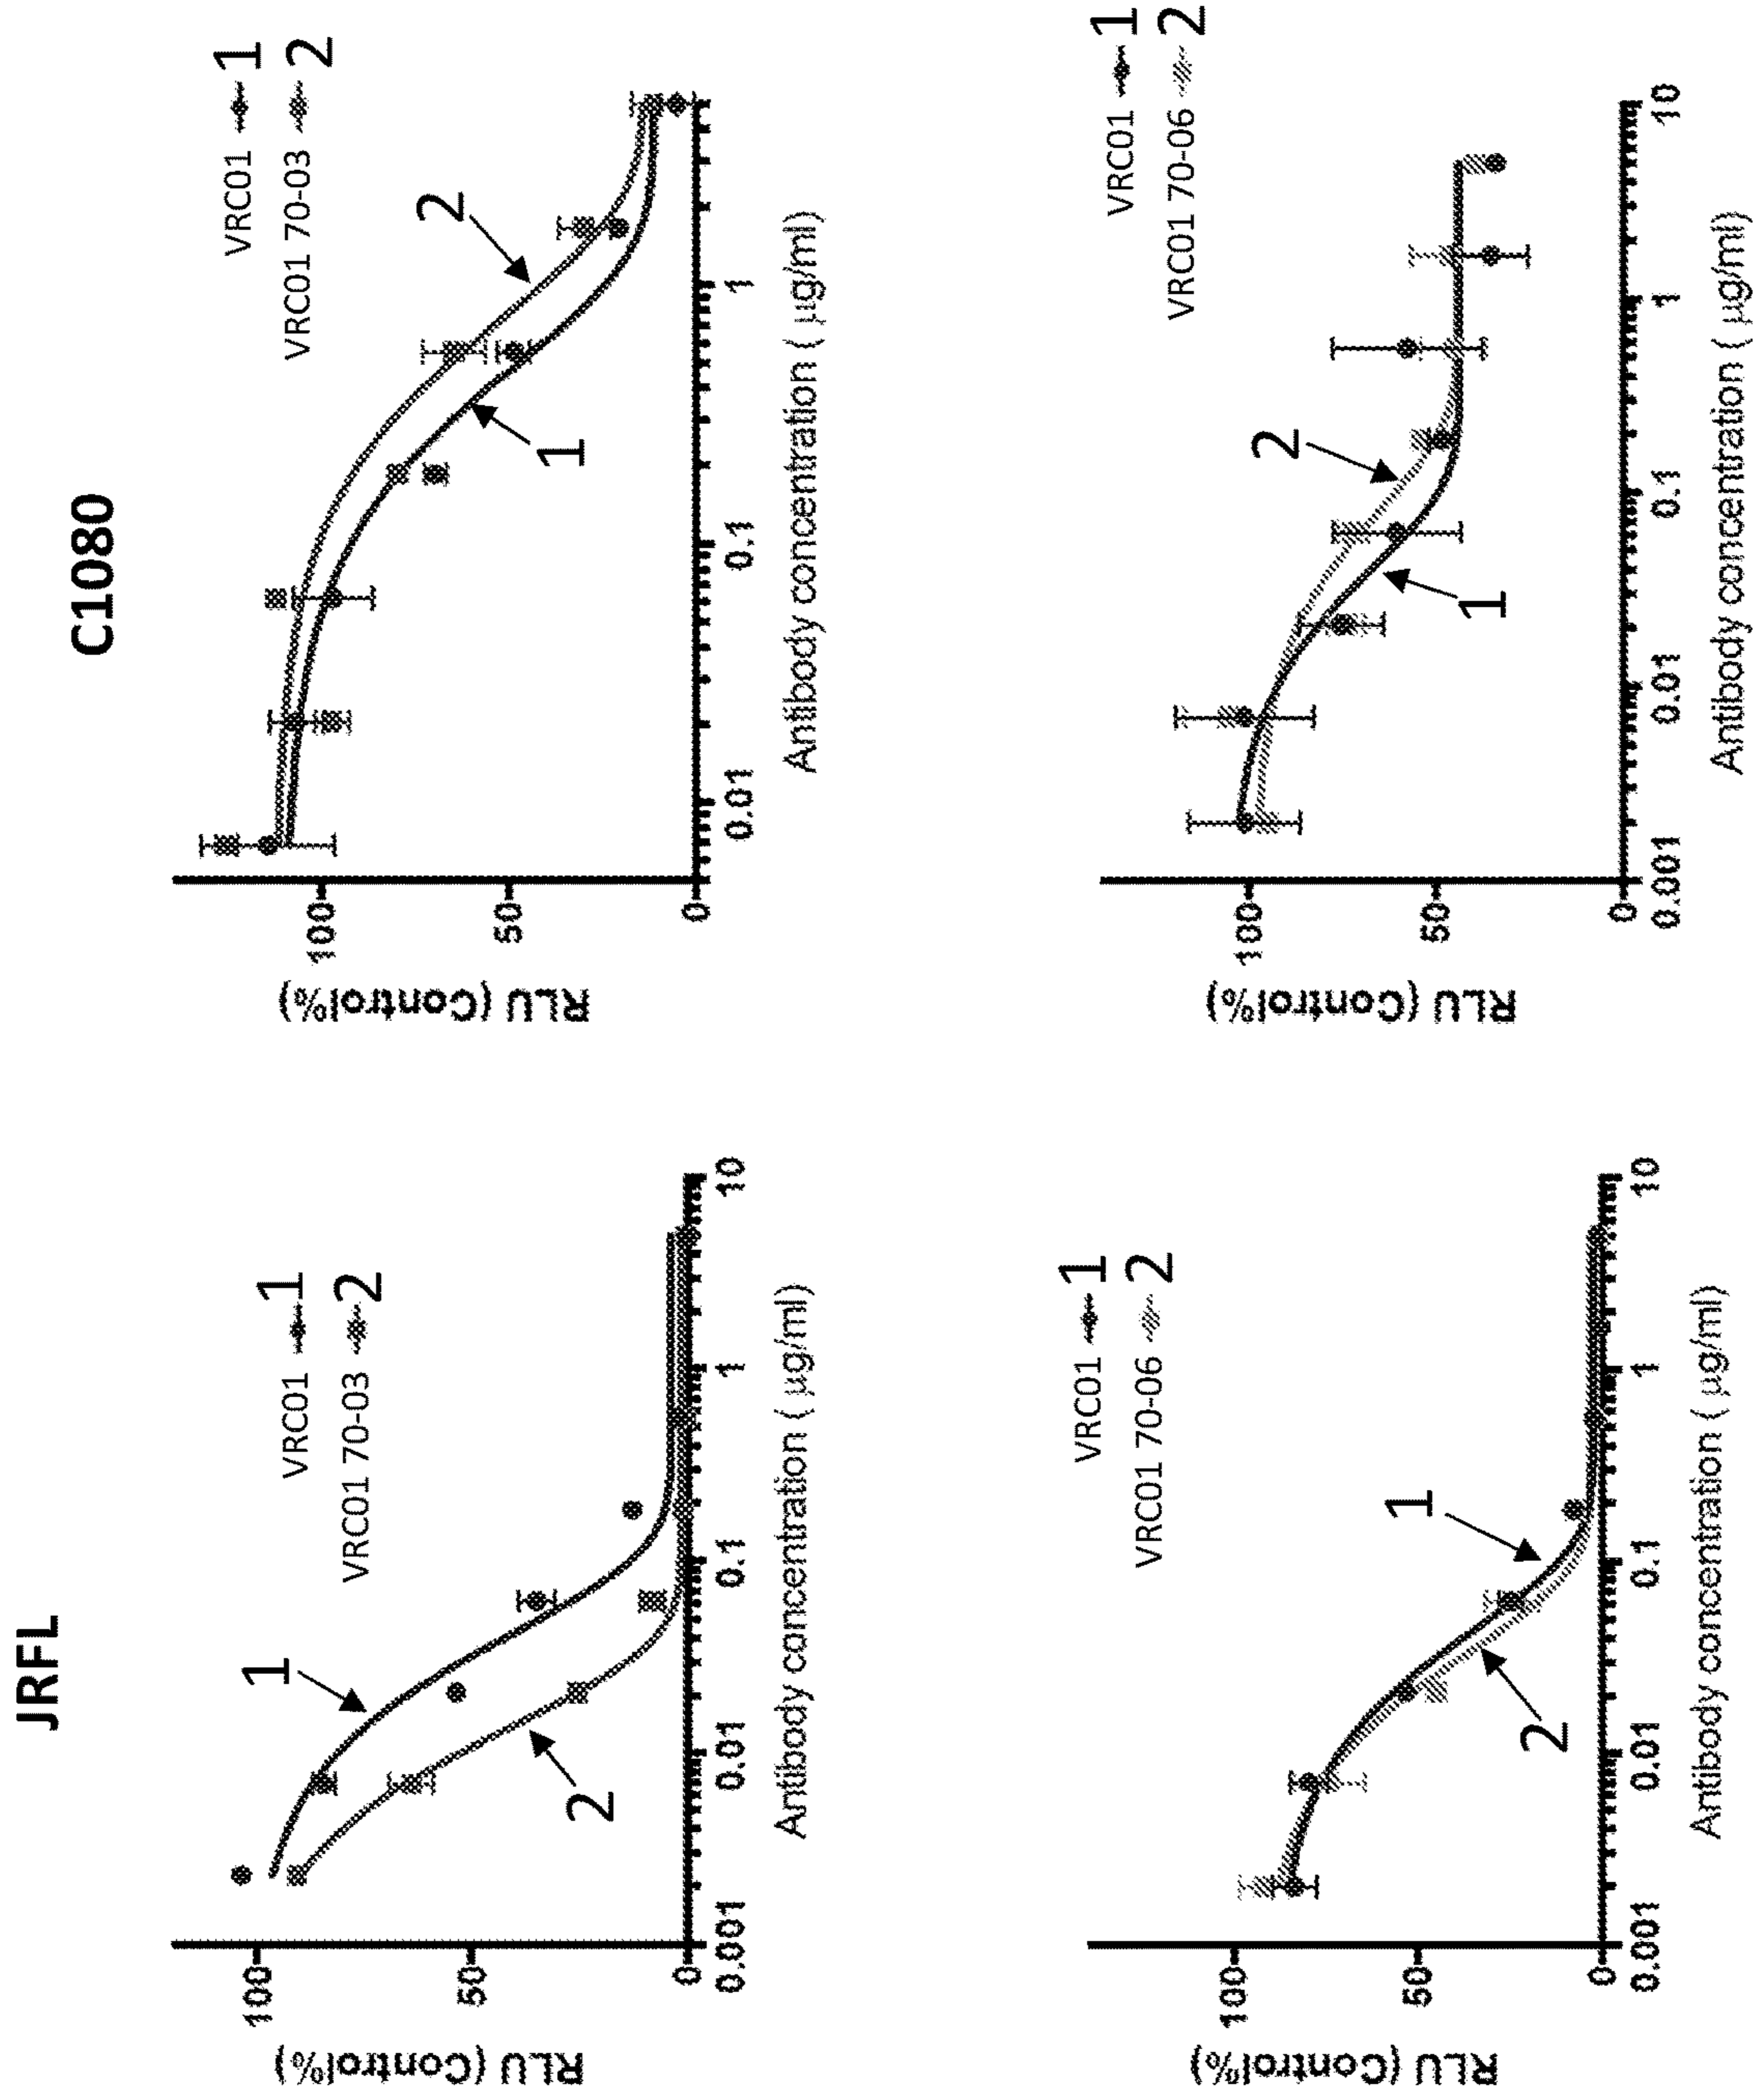 JRFL
VRC01 1
VRC01 70-03 2
1
2
RLU (Control%)
100
50
0
0.001
0.01
0.1
1
10
Antibody concentration ( µg/ml)
C1080
VRC01 1
VRC01 70-03 2
2
1
RLU (Control%)
100
50
0
0.01
0.1
1
Antibody concentration ( µg/ml)
VRC01 1
VRC01 70-06 2
1
2
RLU (Control%)
100
50
0
0.001
0.01
0.1
1
10
Antibody concentration ( µg/ml)
VRC01 1
VRC01 70-06 2
2
1
RLU (Control%)
100
50
0
0.001
0.01
0.1
1
10
Antibody concentration ( µg/ml)